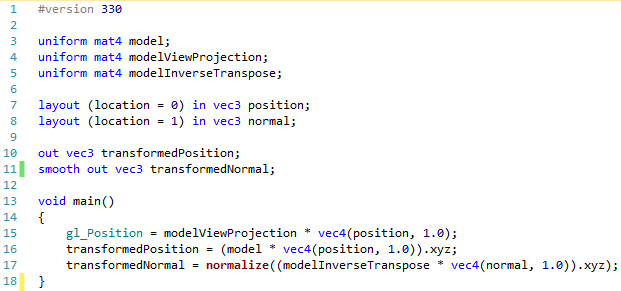 1 #version 330
2
3 uniform mat4 model;
4 uniform mat4 modelViewProjection;
5 uniform mat4 modelInverseTranspose;
6
7 layout (location = 0) in vec3 position;
8 layout (location = 1) in vec3 normal;
9
10 out vec3 transformedPosition;
11 smooth out vec3 transformedNormal;
12
13 void main()
14 {
15     gl_Position = modelViewProjection * vec4(position, 1.0);
16     transformedPosition = (model * vec4(position, 1.0)).xyz;
17     transformedNormal = normalize((modelInverseTranspose * vec4(normal, 1.0)).xyz);
18 }